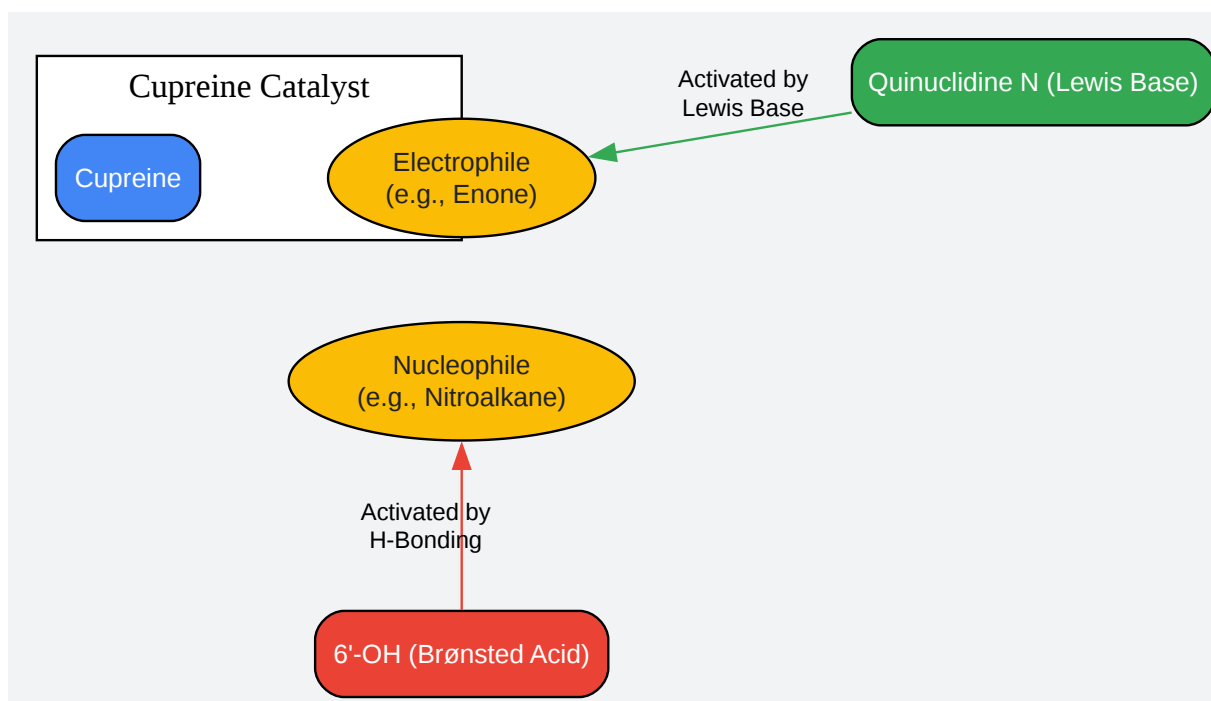 Cupreine Catalyst
Cupreine
Electrophile
(e.g., Enone)
Activated by
Lewis Base
Quinuclidine N (Lewis Base)
Nucleophile
(e.g., Nitroalkane)
Activated by
H-Bonding
6'-OH (Brønsted Acid)